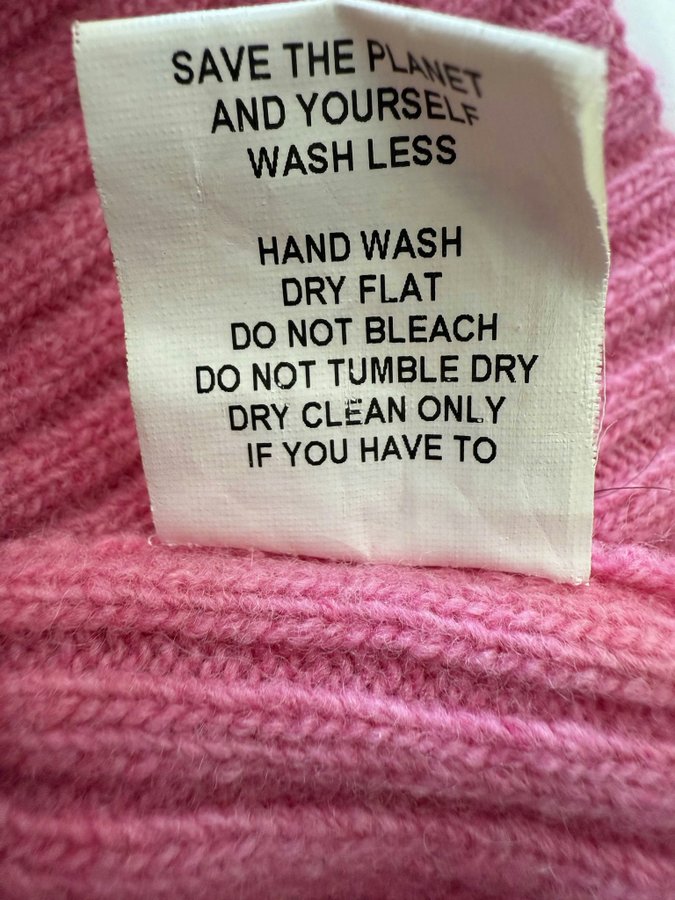 SAVE THE PLANET
AND YOURSELF
WASH LESS
HAND WASH
DRY FLAT
DO NOT BLEACH
DO NOT TUMBLE DRY
DRY CLEAN ONLY
IF YOU HAVE TO